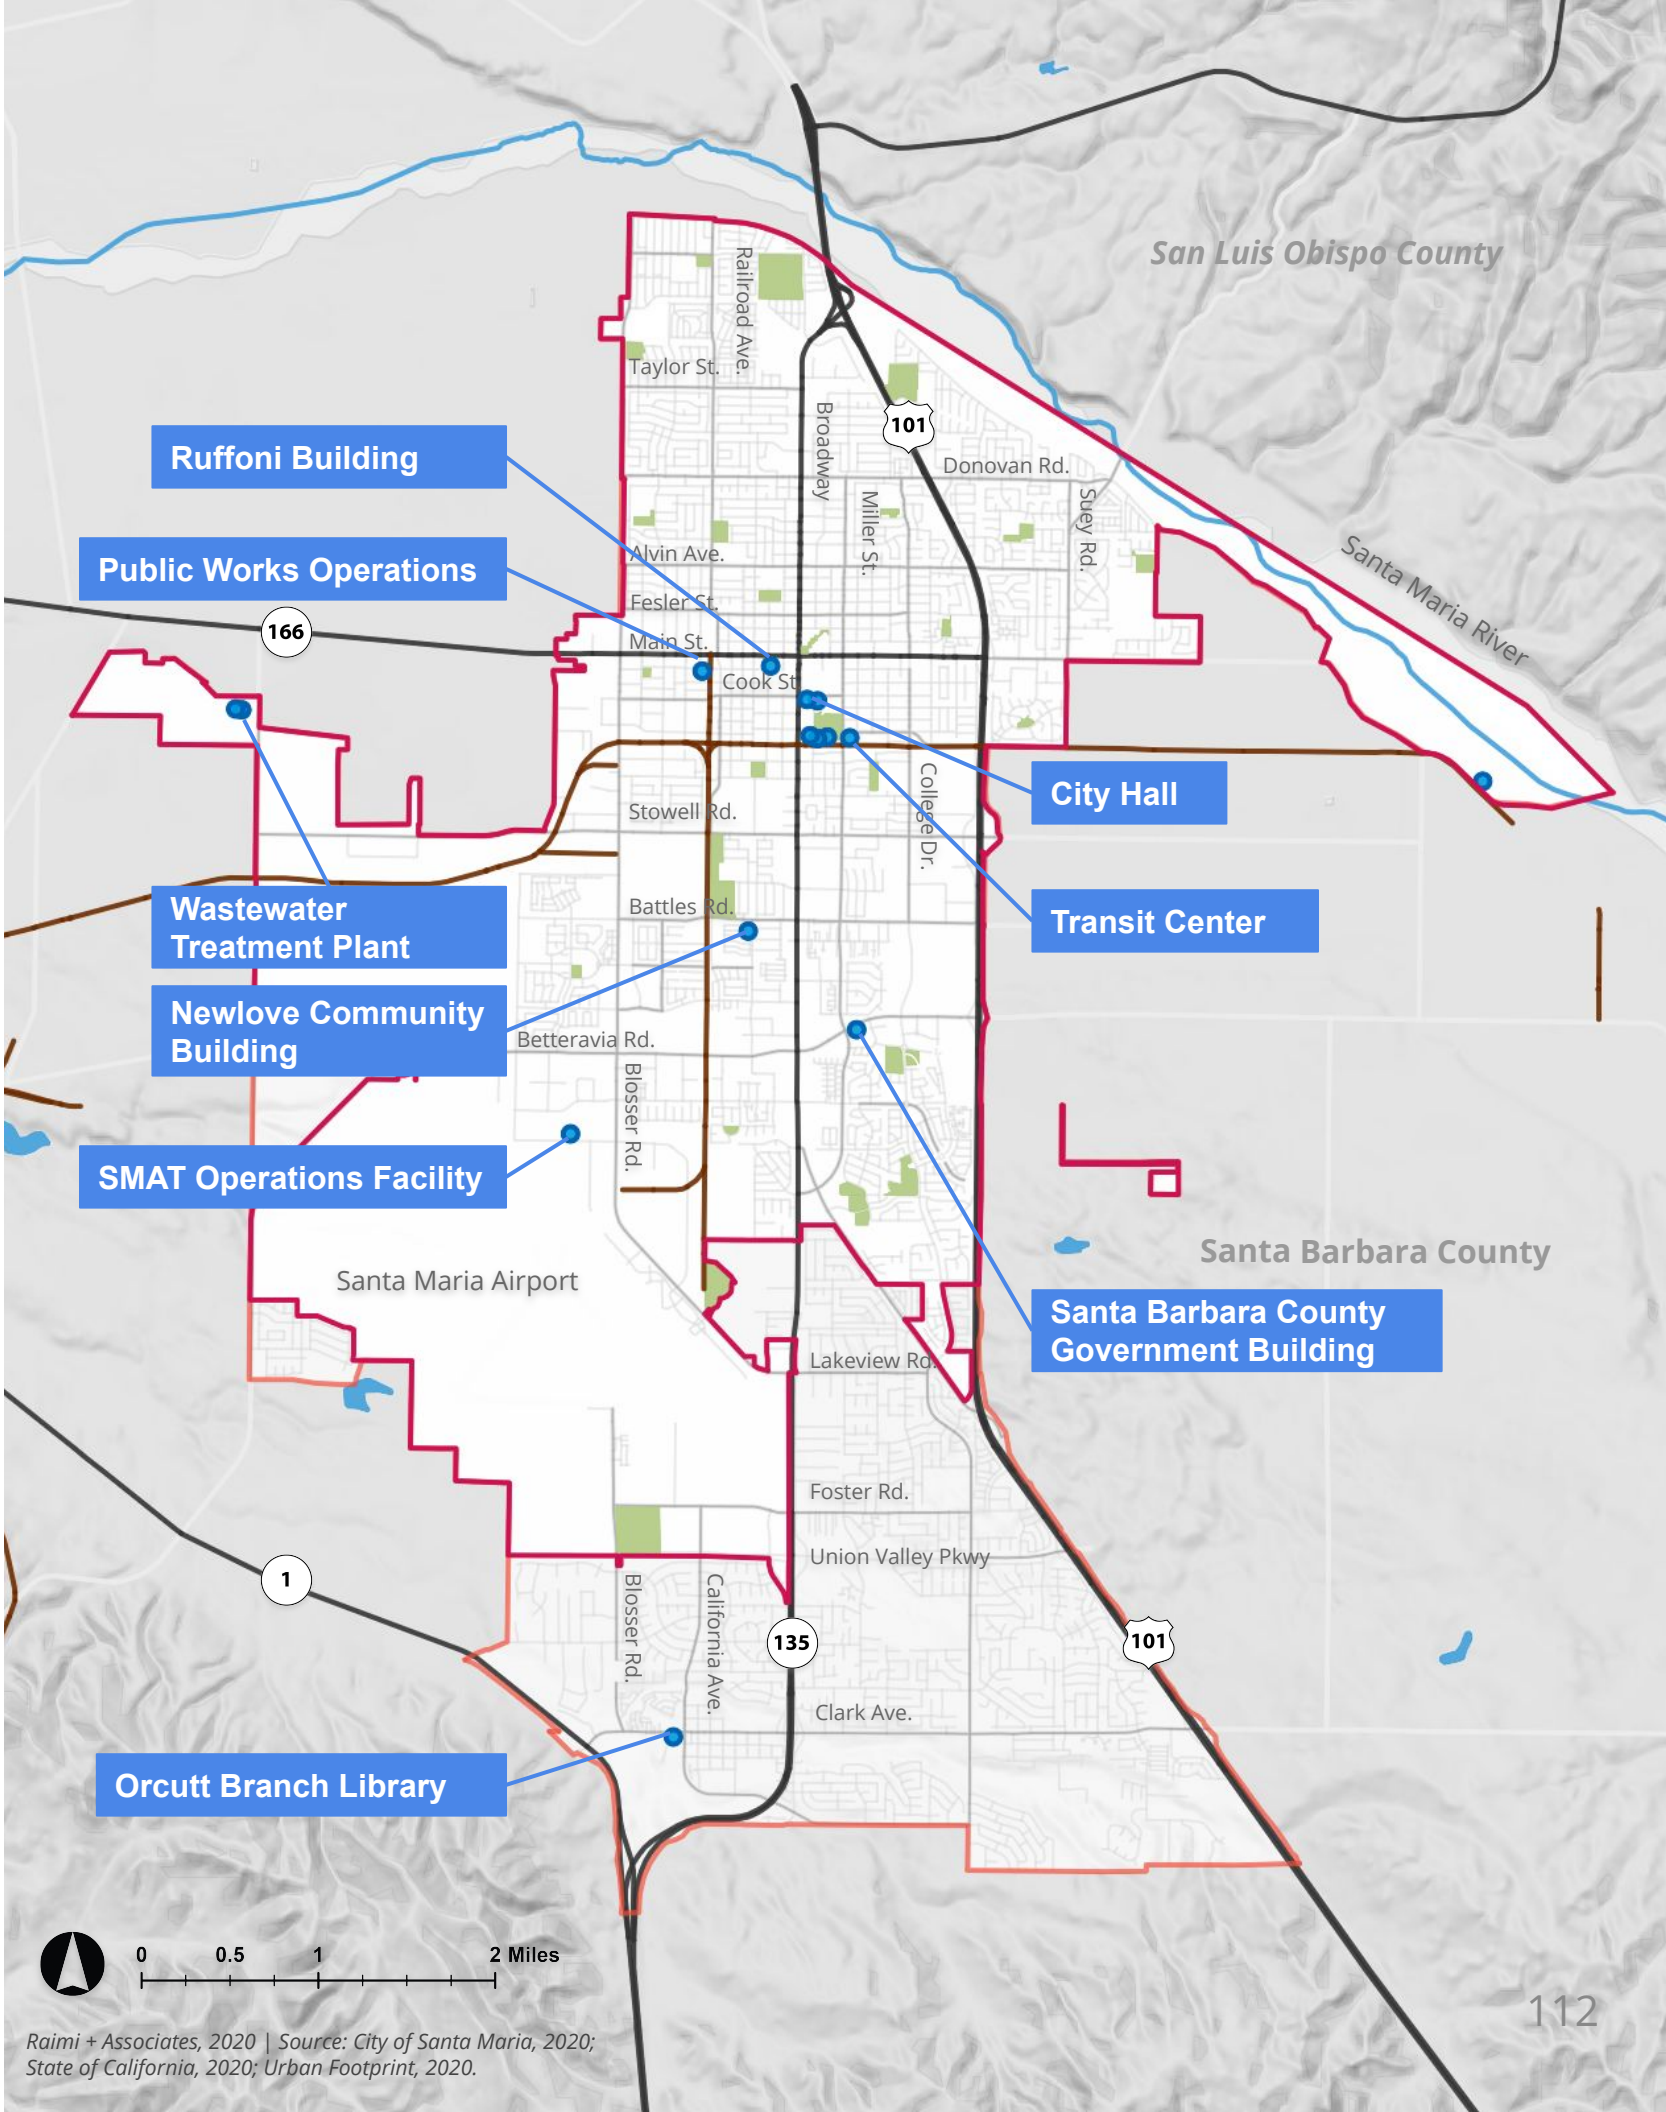 San Luis Obispo County
Railroad Ave.
Taylor St.
Broadway
101
Ruffoni Building
Donovan Rd.
Miller St.
Suey Rd.
Alvin Ave.
Public Works Operations
Santa Maria River
Fesler St.
166
Main St.
Cook St.
City Hall
College Dr.
Stowell Rd.
Wastewater
Treatment Plant
Battles Rd.
Transit Center
Newlove Community
Building
Betteravia Rd.
Blosser Rd.
SMAT Operations Facility
Santa Barbara County
Santa Maria Airport
Santa Barbara County
Government Building
Lakeview Rd.
Foster Rd.
Union Valley Pkwy
1
Blosser Rd.
California Ave.
135
101
Clark Ave.
Orcutt Branch Library
0 0.5 1 2 Miles
112
Raimi + Associates, 2020 | Source: City of Santa Maria, 2020;
State of California, 2020; Urban Footprint, 2020.